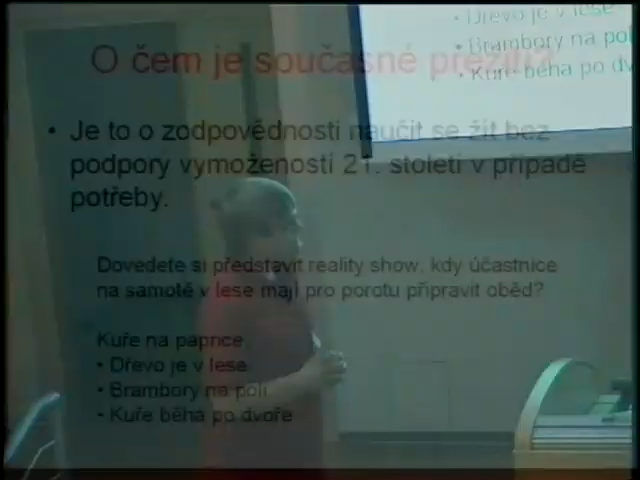 Dřevo je v lese
• Brambory na pol
• Kuře běhá po dvo
O čem je současné přežití?
• Je to o zodpovědnosti naučit se žít bez
podpory vymožeností 21. století v případě
potřeby.
Dovedete si představit reality show, kdy účastnice
na samotě v lese mají pro porotu připravit oběd?
Kuře na paprice
• Dřevo je v lese
• Brambory na poli
• Kuře běhá po dvoře